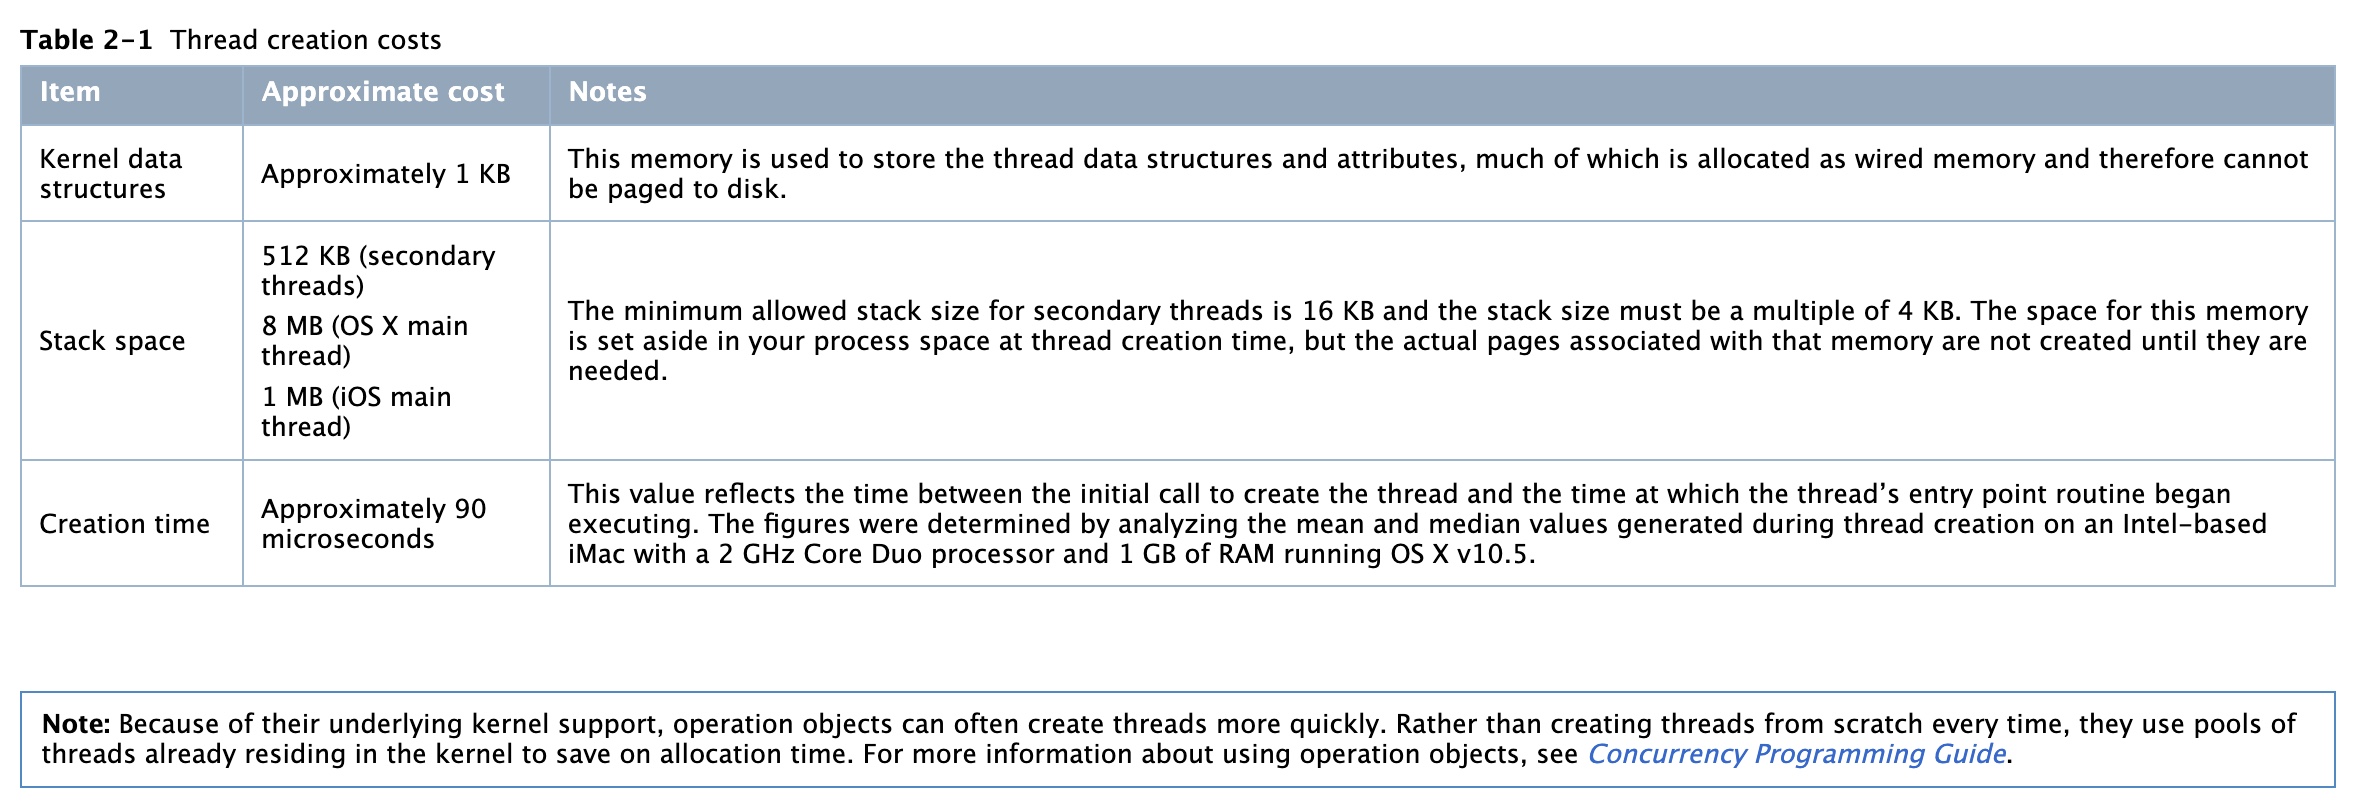 Table 2-1 Thread creation costs
Item
Approximate cost
Notes
Kernel data
structures
Approximately 1 KB
This memory is used to store the thread data structures and attributes, much of which is allocated as wired memory and therefore cannot
be paged to disk.
Stack space
512 KB (secondary
threads)
8 MB (OS X main
thread)
1 MB (iOS main
thread)
The minimum allowed stack size for secondary threads is 16 KB and the stack size must be a multiple of 4 KB. The space for this memory
is set aside in your process space at thread creation time, but the actual pages associated with that memory are not created until they are
needed.
Creation time
Approximately 90
microseconds
This value reflects the time between the initial call to create the thread and the time at which the thread’s entry point routine began
executing. The figures were determined by analyzing the mean and median values generated during thread creation on an Intel-based
iMac with a 2 GHz Core Duo processor and 1 GB of RAM running OS X v10.5.
Note: Because of their underlying kernel support, operation objects can often create threads more quickly. Rather than creating threads from scratch every time, they use pools of
threads already residing in the kernel to save on allocation time. For more information about using operation objects, see Concurrency Programming Guide.